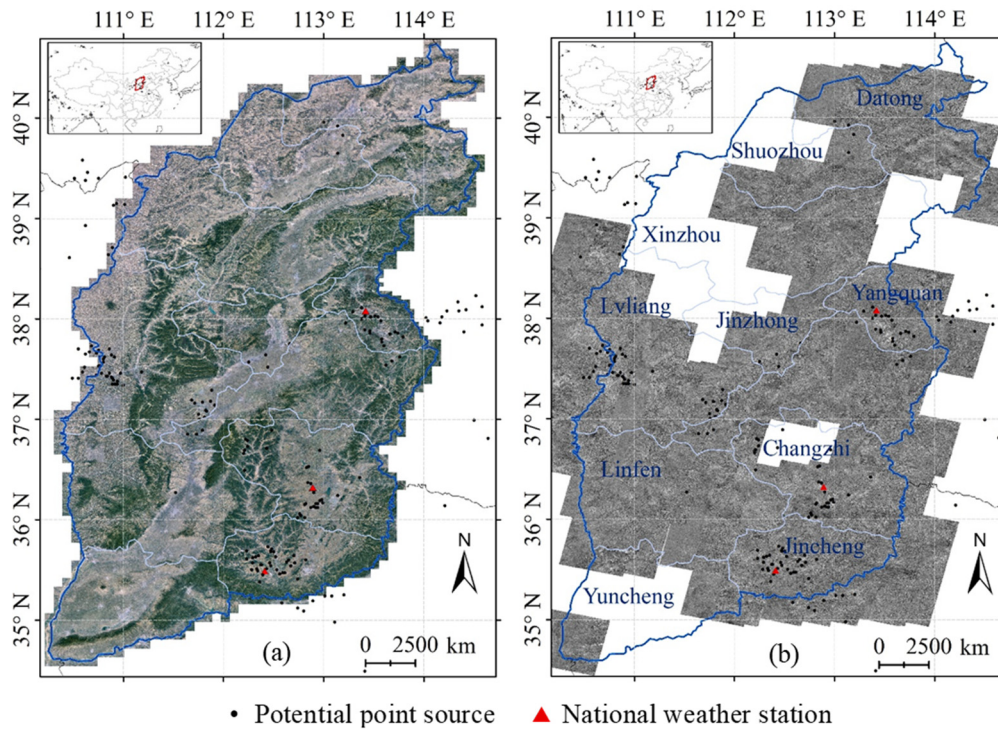 111° E 112° E 113° E 114° E
111° E 112° E 113° E 114° E
40° N
39° N
38° N
37° N
36° N
35° N
N
0 2500 km
(a)
40° N
39° N
38° N
37° N
36° N
35° N
Datong
Shuozhou
Xinzhou
Lvliang
Yangquan
Jinzhong
Changzhi
Linfen
Jincheng
Yuncheng
N
0 2500 km
(b)
Potential point source
National weather station